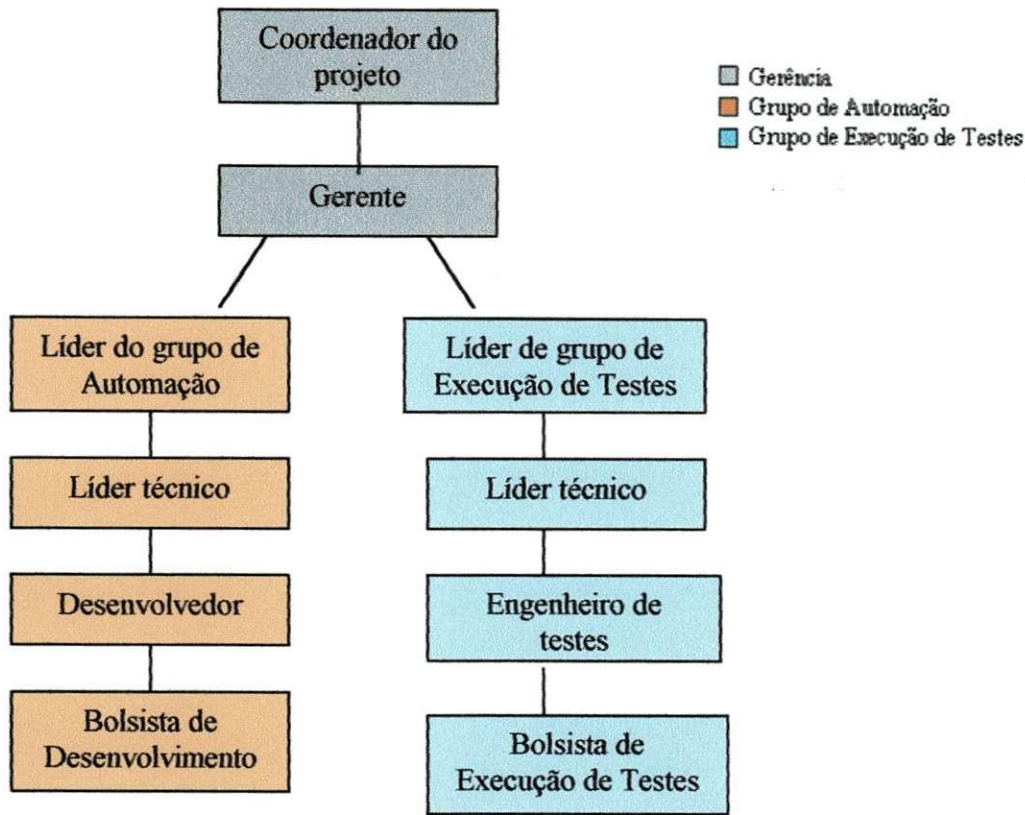 Coordenador do
projeto
Gerência
Grupo de Automação
Grupo de Execução de Testes
Gerente
Líder do grupo de
Automação
Líder de grupo de
Execução de Testes
Líder técnico
Líder técnico
Desenvolvedor
Engenheiro de
testes
Bolsista de
Desenvolvimento
Bolsista de
Execução de Testes